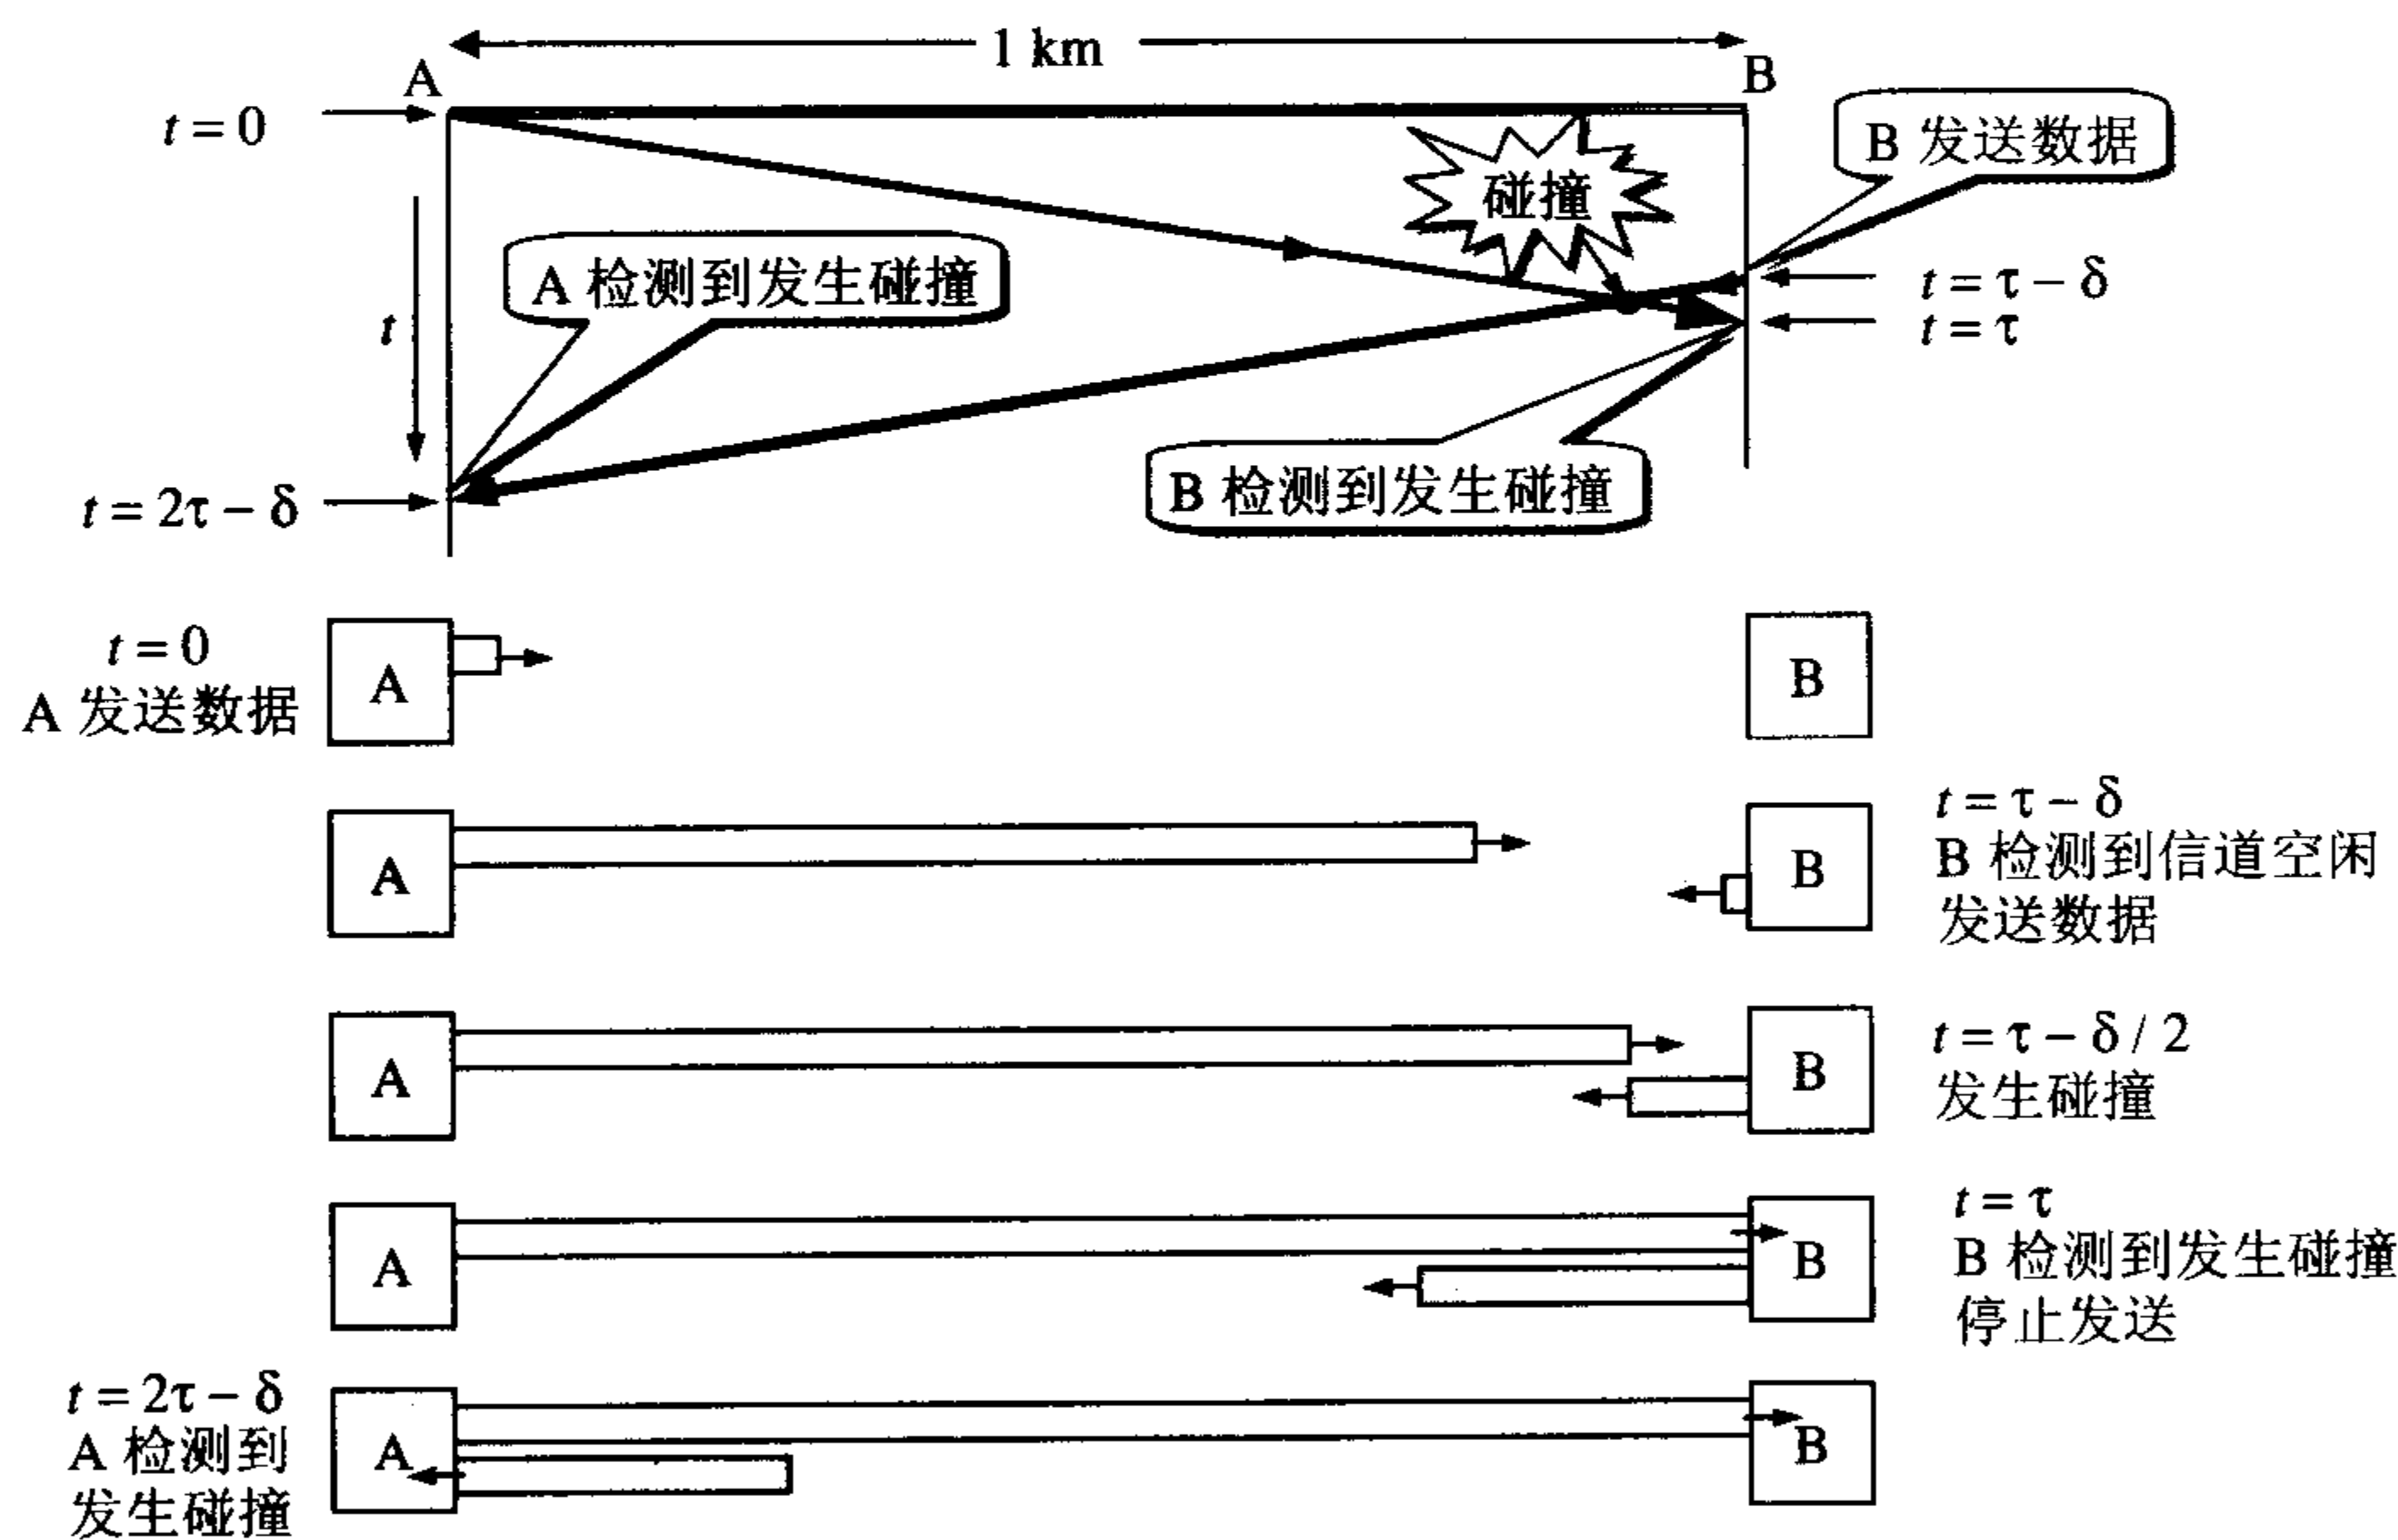 1 km
A
B
t = 0
B 发送数据
碰撞
A 检测到发生碰撞
t = τ − δ
t = τ
t
B 检测到发生碰撞
t = 2τ − δ
t = 0
A 发送数据
A
B
A
B
t = τ − δ
B 检测到信道空闲
发送数据
A
B
t = τ − δ / 2
发生碰撞
A
B
t = τ
B 检测到发生碰撞
停止发送
t = 2τ − δ
A 检测到
发生碰撞
A
B